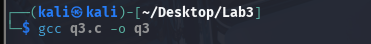 ┌──(kali㉿kali)-[~/Desktop/Lab3]
└─$ gcc q3.c -o q3